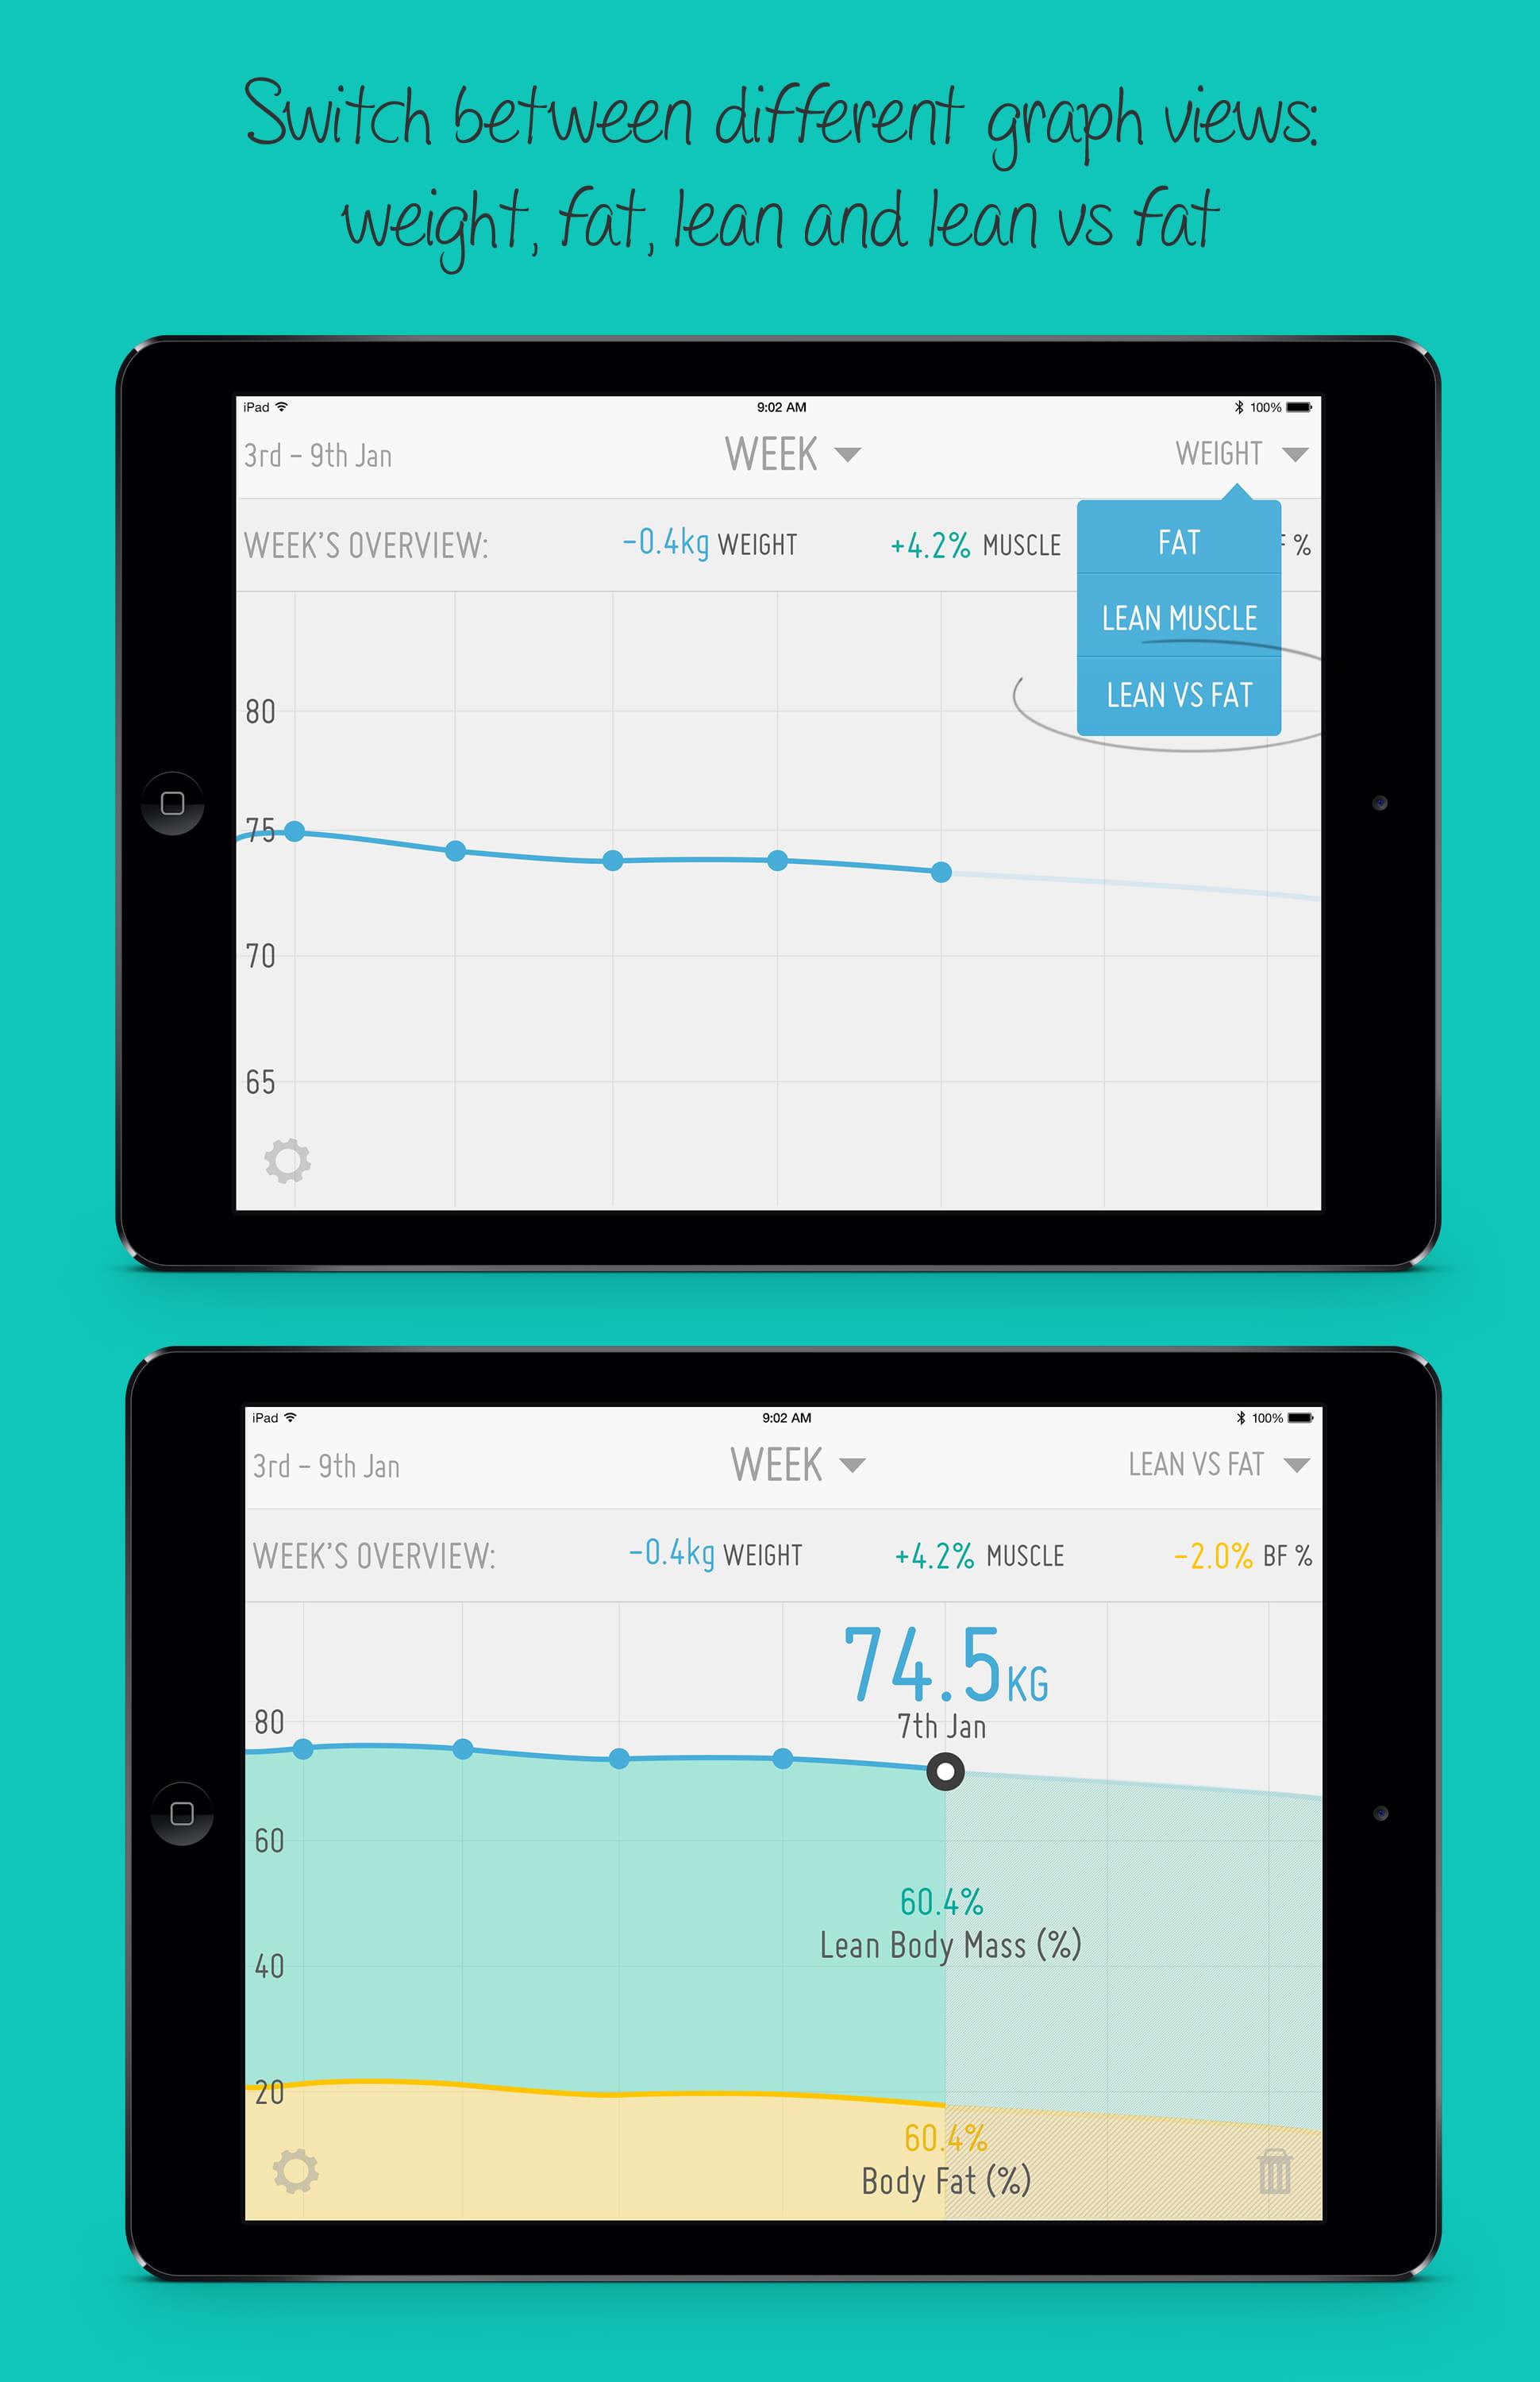 Switch between different graph views:
weight, fat, lean and lean vs fat
iPad 9:02 AM 100%
3rd - 9th Jan WEEK WEIGHT
WEEK'S OVERVIEW: -0.4kg WEIGHT +4.2% MUSCLE F %
FAT
LEAN MUSCLE
LEAN VS FAT
80
75
70
65
iPad 9:02 AM 100%
3rd - 9th Jan WEEK LEAN VS FAT
WEEK'S OVERVIEW: -0.4kg WEIGHT +4.2% MUSCLE -2.0% BF %
74.5KG
7th Jan
80
60
60.4%
Lean Body Mass (%)
40
20
60.4%
Body Fat (%)